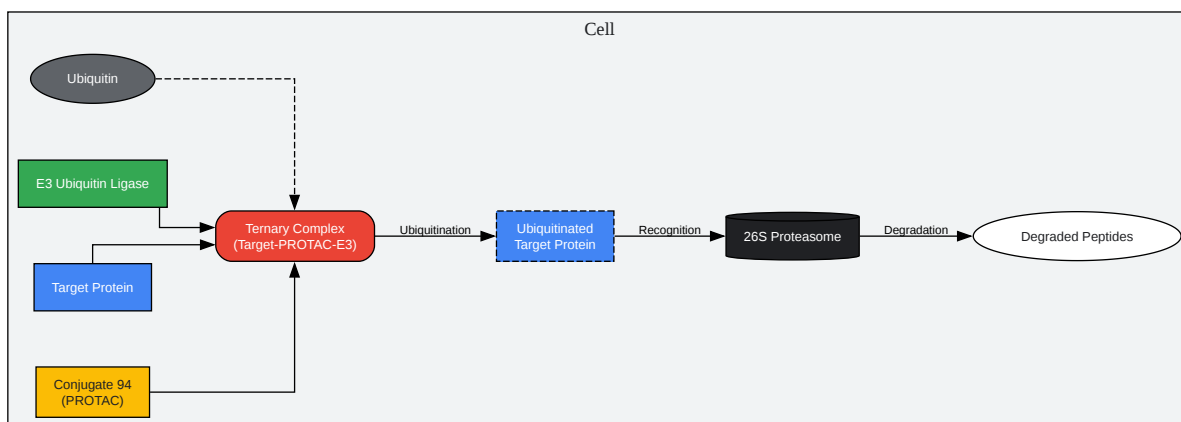 Cell
Ubiquitin
E3 Ubiquitin Ligase
Target Protein
Conjugate 94
(PROTAC)
Ternary Complex
(Target-PROTAC-E3)
Ubiquitination
Ubiquitinated
Target Protein
Recognition
26S Proteasome
Degradation
Degraded Peptides